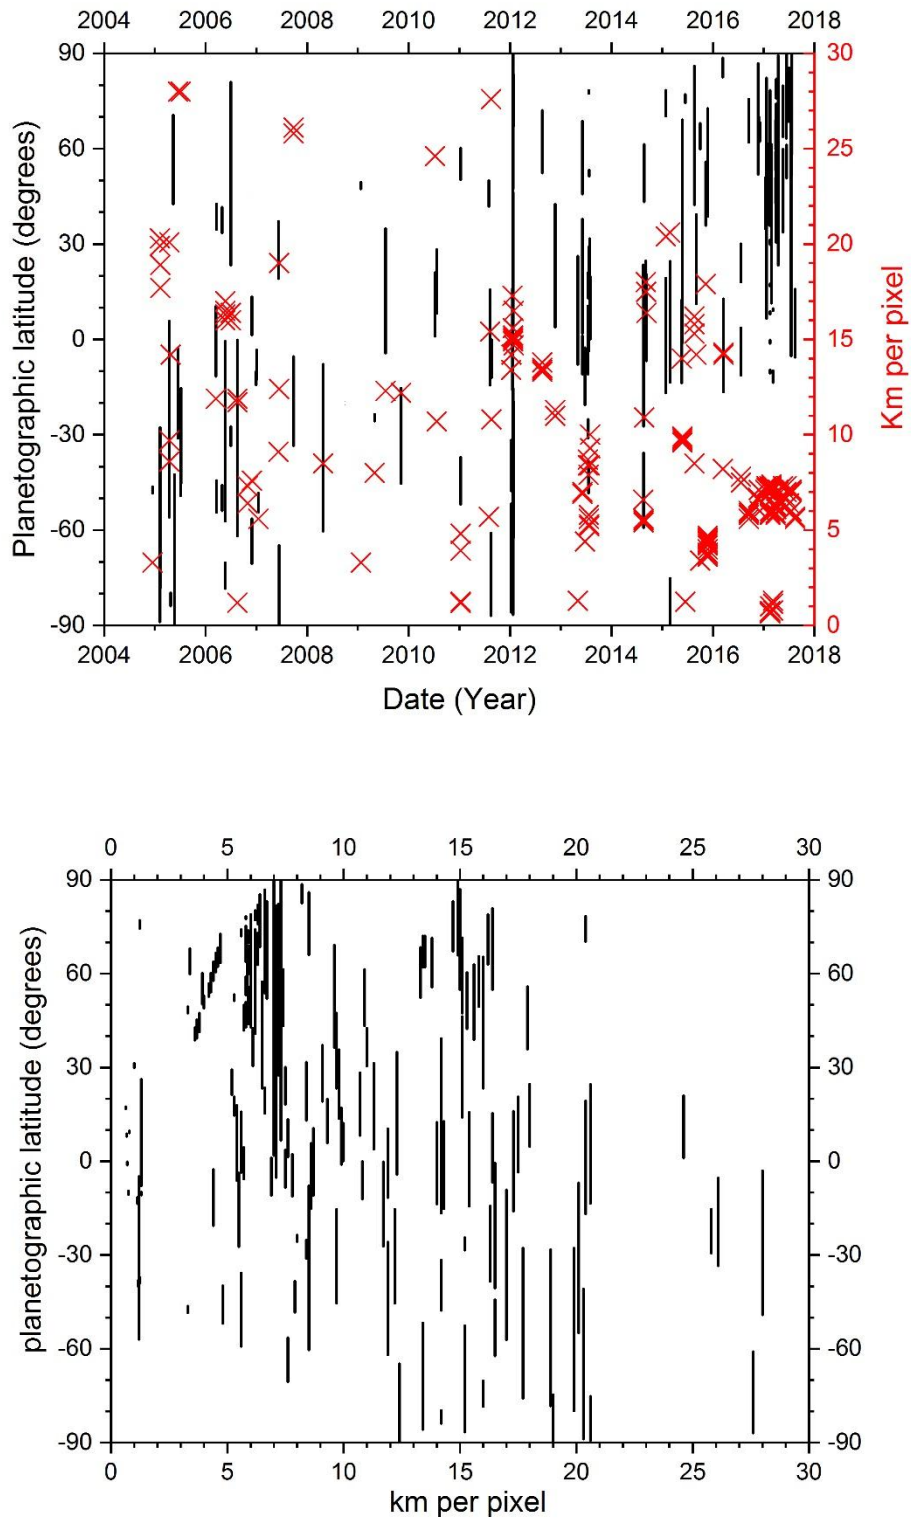 2004 2006 2008 2010 2012 2014 2016 2018
90 30
60 25
30 20
0 15
-30 10
-60 5
-90 0
Planetographic latitude (degrees)
Km per pixel
2004 2006 2008 2010 2012 2014 2016 2018
Date (Year)
0 5 10 15 20 25 30
90 90
60 60
30 30
0 0
-30 -30
-60 -60
-90 -90
planetographic latitude (degrees)
0 5 10 15 20 25 30
km per pixel